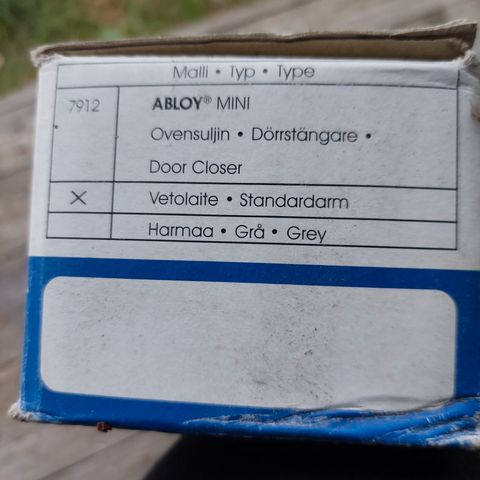 Malli • Typ • Type
7912 ABLOY® MINI
Ovensuljin • Dörrstängare •
Door Closer
X Vetolaite • Standardarm
Harmaa • Grå • Grey